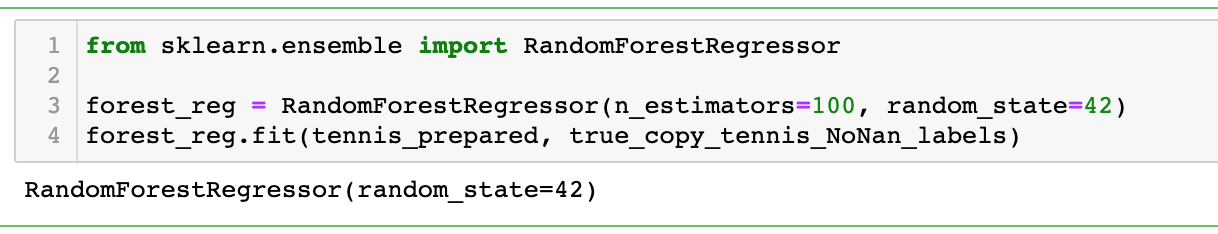 1 from sklearn.ensemble import RandomForestRegressor
2
3 forest_reg = RandomForestRegressor(n_estimators=100, random_state=42)
4 forest_reg.fit(tennis_prepared, true_copy_tennis_NoNan_labels)
RandomForestRegressor(random_state=42)